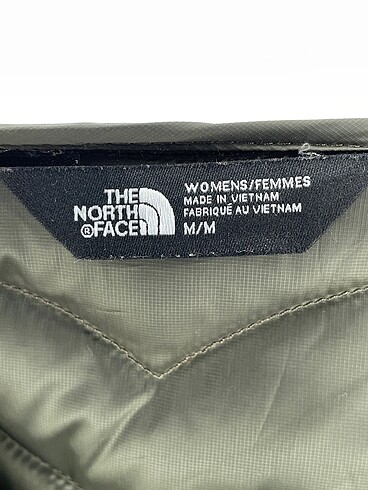 THE
NORTH
®FACE
WOMENS/FEMMES
MADE IN VIETNAM
FABRIQUÉ AU VIETNAM
M/M